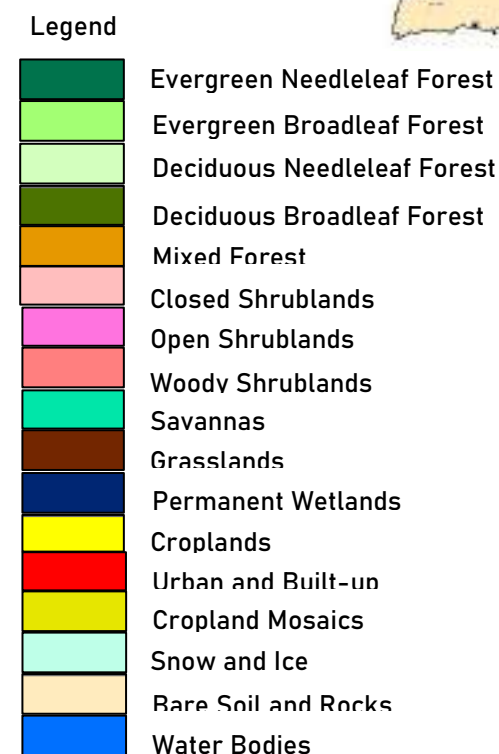 Legend
Evergreen Needleleaf Forest
Evergreen Broadleaf Forest
Deciduous Needleleaf Forest
Deciduous Broadleaf Forest
Mixed Forest
Closed Shrublands
Open Shrublands
Woody Shrublands
Savannas
Grasslands
Permanent Wetlands
Croplands
Urban and Built-up
Cropland Mosaics
Snow and Ice
Bare Soil and Rocks
Water Bodies